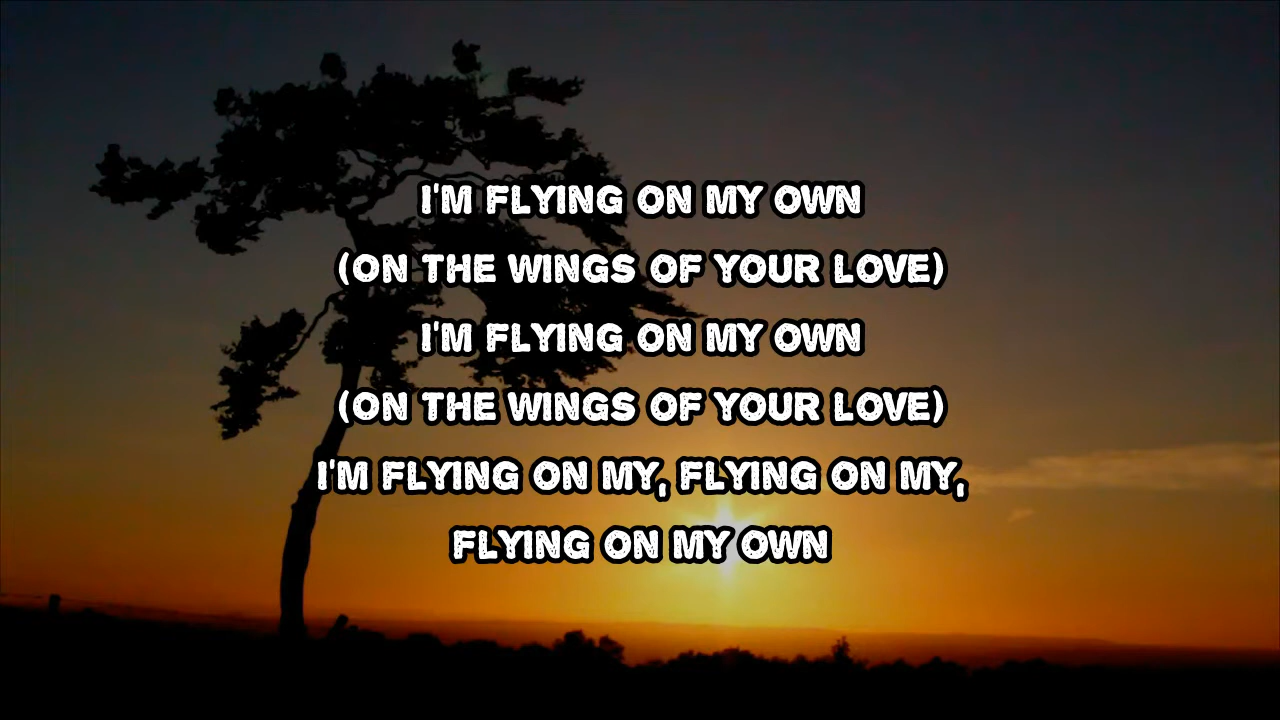 I'M FLYING ON MY OWN
(ON THE WINGS OF YOUR LOVE)
I'M FLYING ON MY OWN
(ON THE WINGS OF YOUR LOVE)
I'M FLYING ON MY, FLYING ON MY,
FLYING ON MY OWN